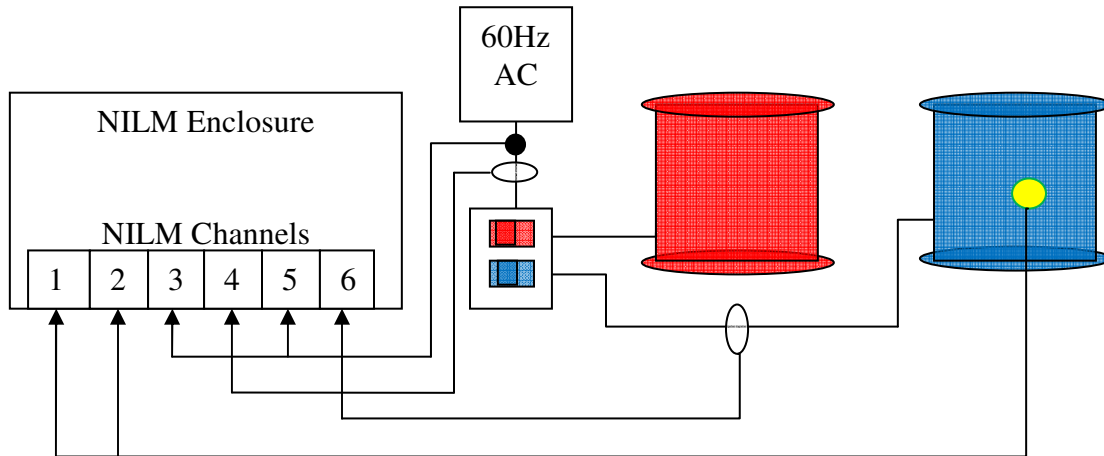 60Hz
AC
NILM Enclosure
NILM Channels
1 2 3 4 5 6